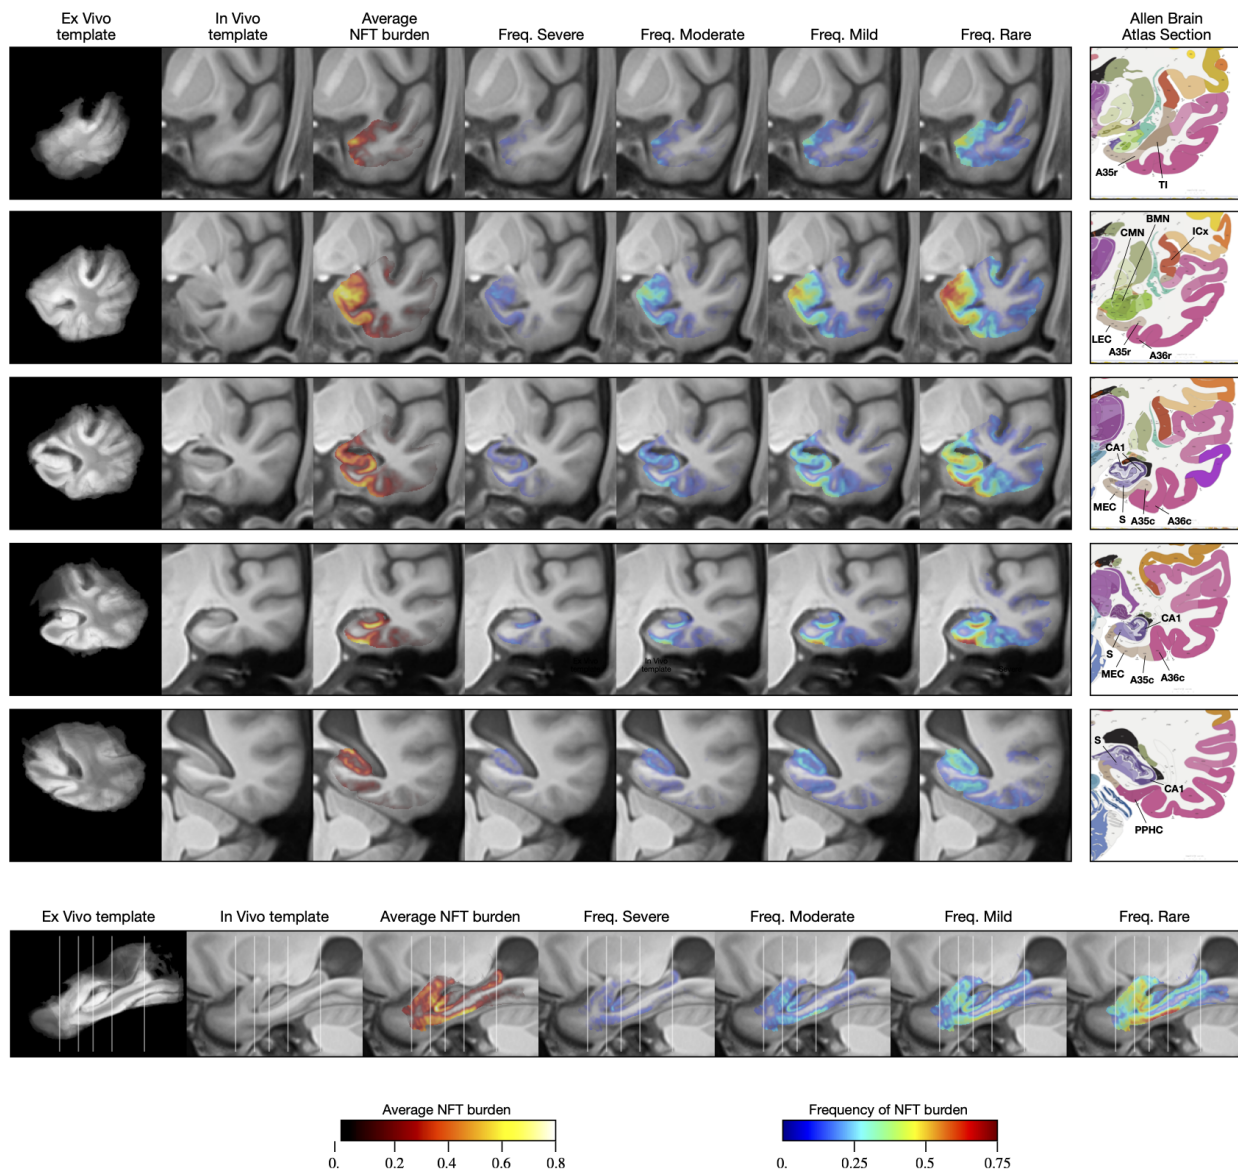 Ex Vivo
template
In Vivo
template
Average
NFT burden
Freq. Severe
Freq. Moderate
Freq. Mild
Freq. Rare
Allen Brain
Atlas Section
A35r
TI
BMN
CMN
ICx
LEC
A35r
A36r
CA1
MEC
S
A35c
A36c
In Vivo
template
CA1
S
MEC
A35c
A36c
S
CA1
PPHC
Ex Vivo template
In Vivo template
Average NFT burden
Freq. Severe
Freq. Moderate
Freq. Mild
Freq. Rare
Average NFT burden
0. 0.2 0.4 0.6 0.8
Frequency of NFT burden
0. 0.25 0.50 0.75